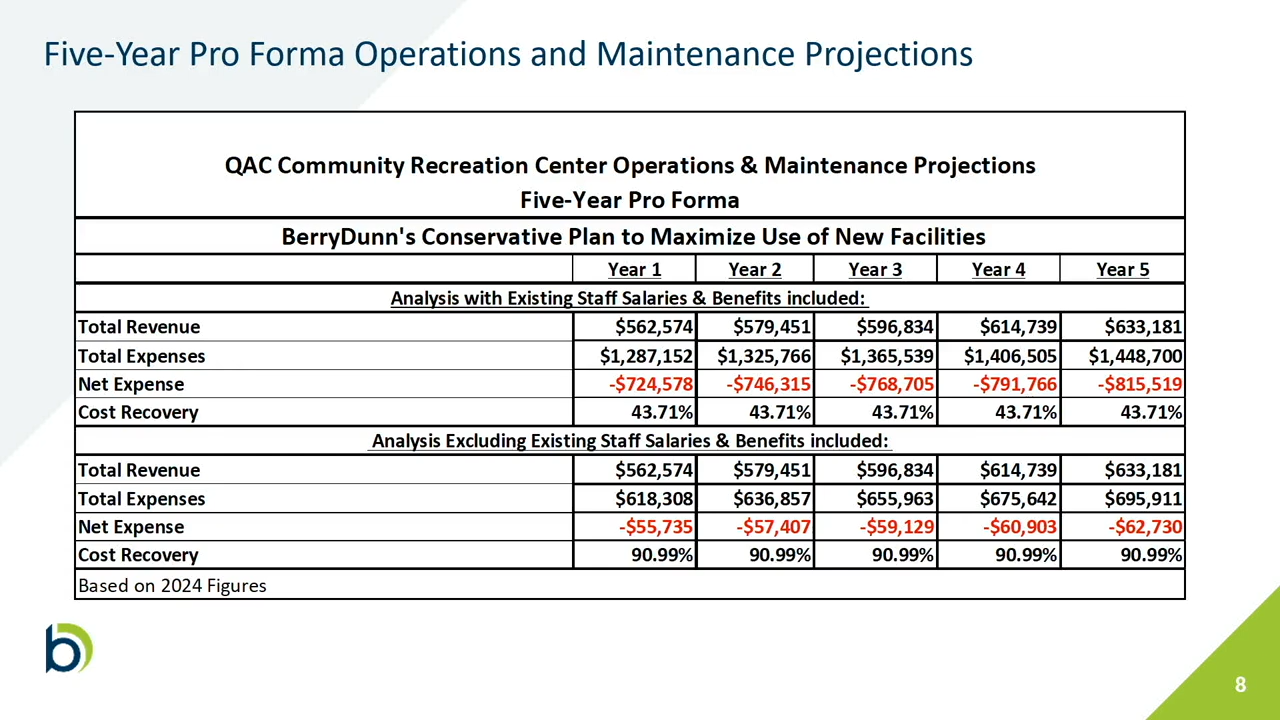 Five-Year Pro Forma Operations and Maintenance Projections
QAC Community Recreation Center Operations & Maintenance Projections
Five-Year Pro Forma
BerryDunn's Conservative Plan to Maximize Use of New Facilities
Year 1 Year 2 Year 3 Year 4 Year 5
Analysis with Existing Staff Salaries & Benefits included:
Total Revenue $562,574 $579,451 $596,834 $614,739 $633,181
Total Expenses $1,287,152 $1,325,766 $1,365,539 $1,406,505 $1,448,700
Net Expense -$724,578 -$746,315 -$768,705 -$791,766 -$815,519
Cost Recovery 43.71% 43.71% 43.71% 43.71% 43.71%
Analysis Excluding Existing Staff Salaries & Benefits included:
Total Revenue $562,574 $579,451 $596,834 $614,739 $633,181
Total Expenses $618,308 $636,857 $655,963 $675,642 $695,911
Net Expense -$55,735 -$57,407 -$59,129 -$60,903 -$62,730
Cost Recovery 90.99% 90.99% 90.99% 90.99% 90.99%
Based on 2024 Figures
b
8